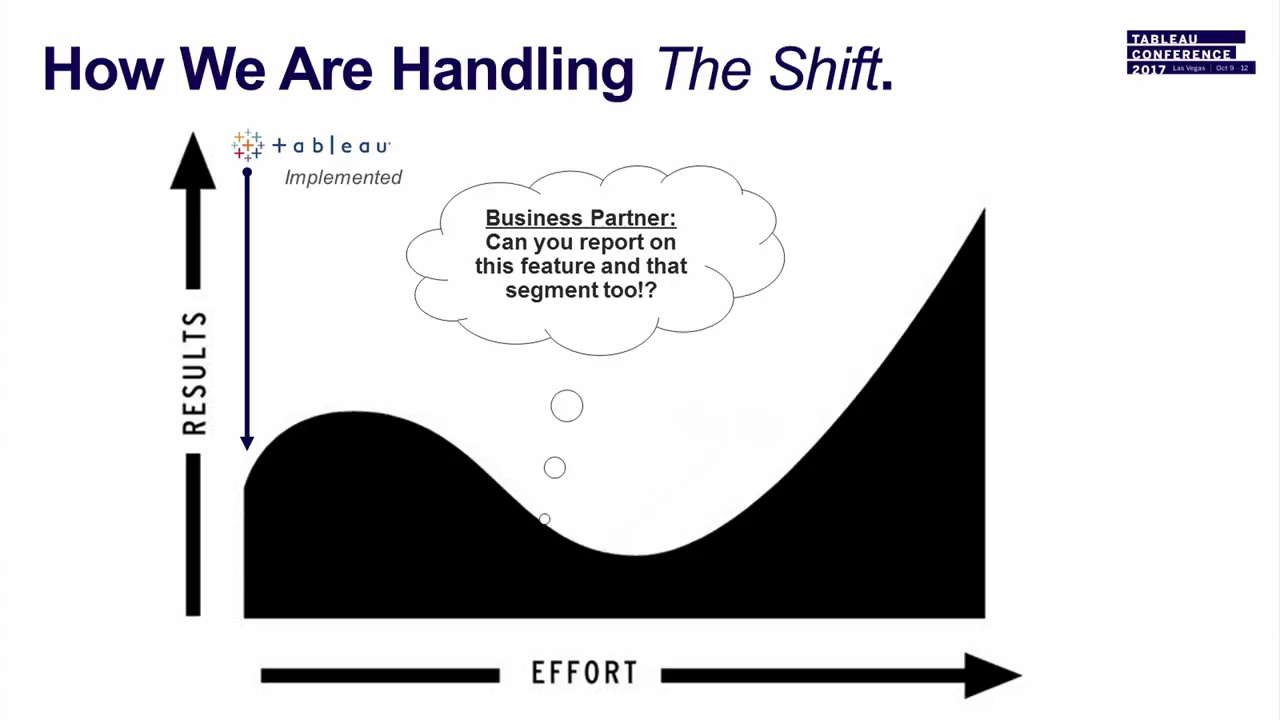 How We Are Handling The Shift.
TABLEAU
CONFERENCE
2017 Las Vegas | Oct 9 - 12
+ableau
Implemented
Business Partner:
Can you report on
this feature and that
segment too!?
RESULTS
EFFORT